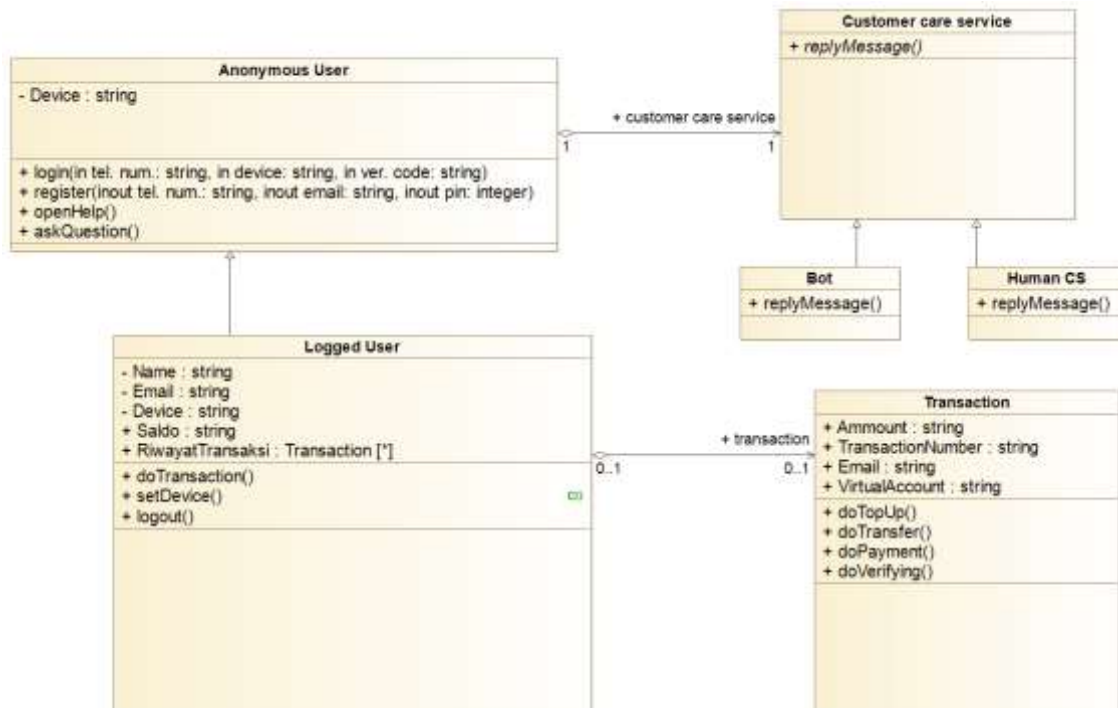 Customer care service
+ replyMessage()
Anonymous User
- Device : string
+ login(in tel. num.: string, in device: string, in ver. code: string)
+ register(inout tel. num.: string, inout email: string, inout pin: integer)
+ openHelp()
+ askQuestion()
+ customer care service
1
1
Bot
+ replyMessage()
Human CS
+ replyMessage()
Logged User
- Name : string
- Email : string
- Device : string
+ Saldo : string
+ RiwayatTransaksi : Transaction [*]
+ doTransaction()
+ setDevice()
+ logout()
+ transaction
0..1
0..1
Transaction
+ Ammount : string
+ TransactionNumber : string
+ Email : string
+ VirtualAccount : string
+ doTopUp()
+ doTransfer()
+ doPayment()
+ doVerifying()